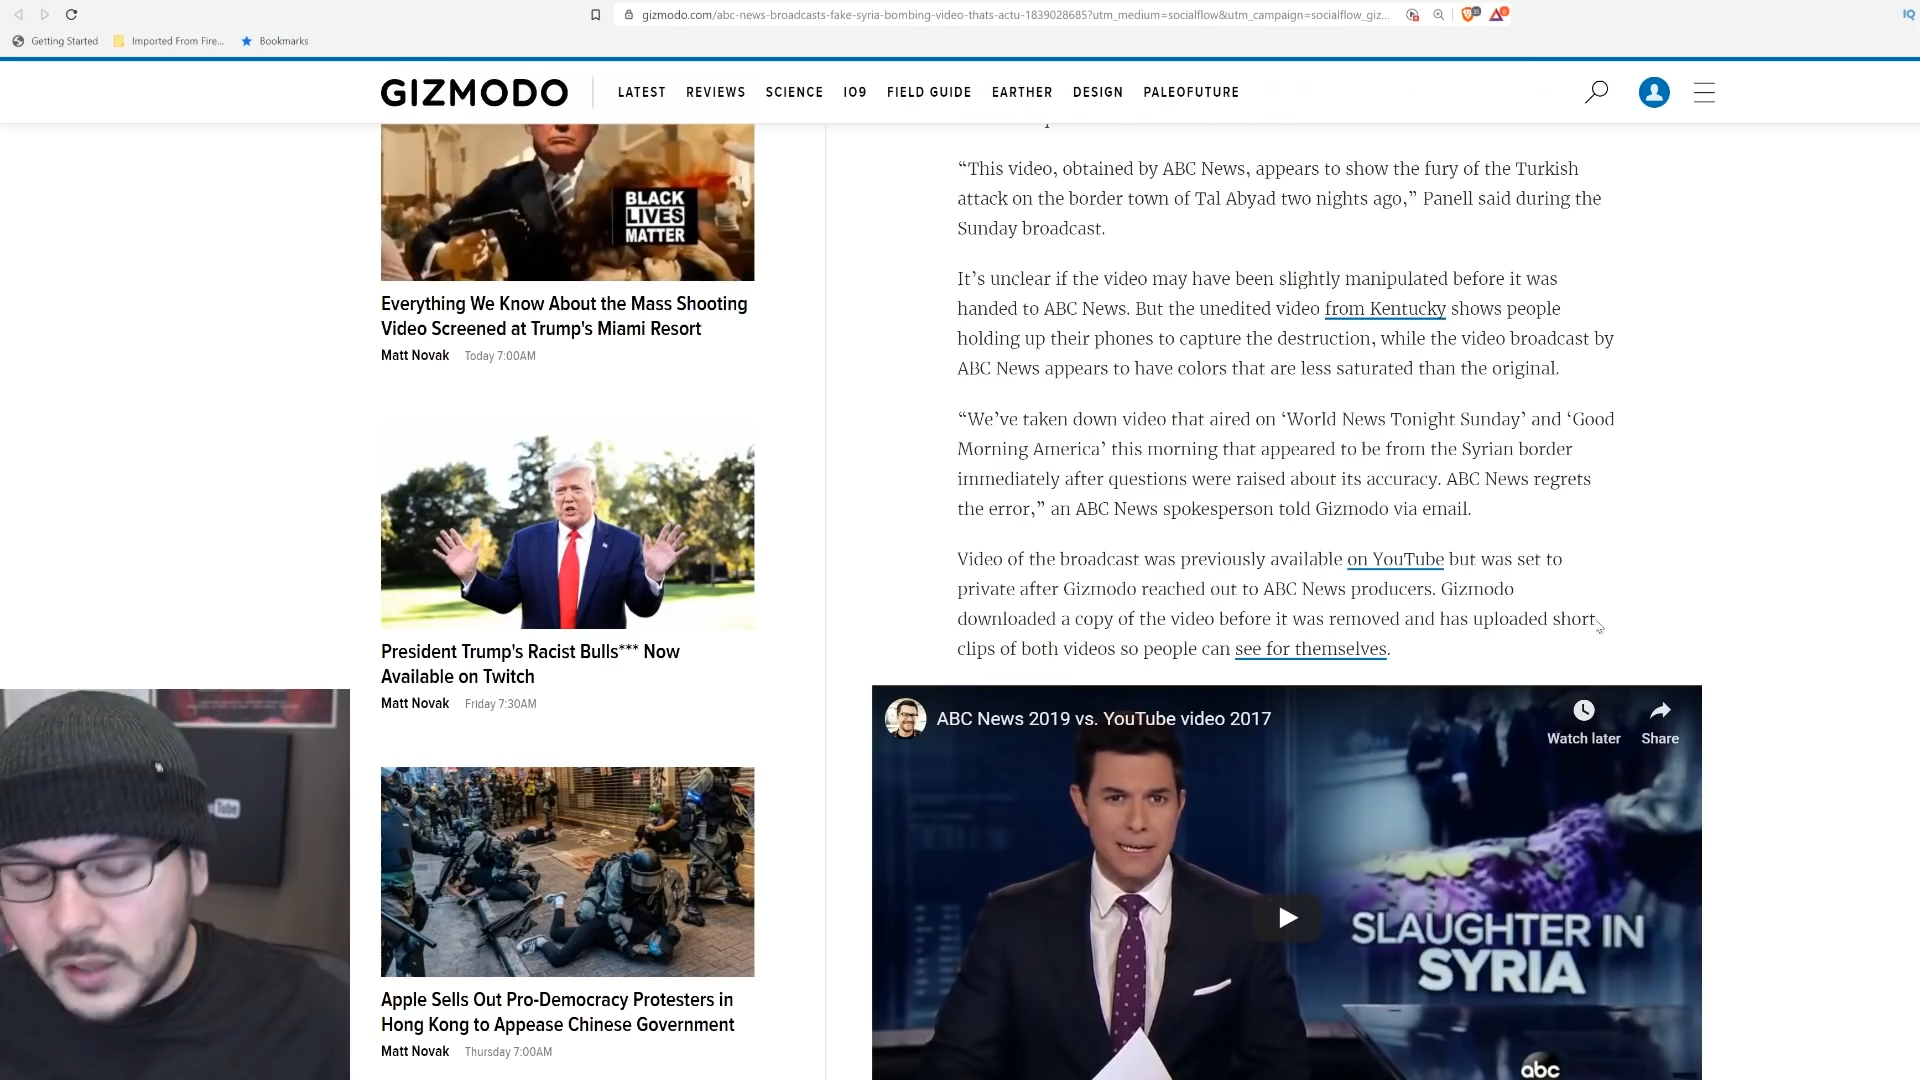 gizmodo.com/abc-news-broadcasts-fake-syria-bombing-video-thats-actu-1839028685?utm_medium=socialflow&utm_campaign=socialflow_giz...
IQ
Getting Started
Imported From Fire...
Bookmarks
GIZMODO
LATEST REVIEWS SCIENCE IO9 FIELD GUIDE EARTHER DESIGN PALEOFUTURE
BLACK
LIVES
MATTER
Everything We Know About the Mass Shooting
Video Screened at Trump's Miami Resort
Matt Novak Today 7:00AM
President Trump's Racist Bulls*** Now
Available on Twitch
Matt Novak Friday 7:30AM
Apple Sells Out Pro-Democracy Protesters in
Hong Kong to Appease Chinese Government
Matt Novak Thursday 7:00AM
“This video, obtained by ABC News, appears to show the fury of the Turkish
attack on the border town of Tal Abyad two nights ago,” Panell said during the
Sunday broadcast.
It’s unclear if the video may have been slightly manipulated before it was
handed to ABC News. But the unedited video from Kentucky shows people
holding up their phones to capture the destruction, while the video broadcast by
ABC News appears to have colors that are less saturated than the original.
“We’ve taken down video that aired on ‘World News Tonight Sunday’ and ‘Good
Morning America’ this morning that appeared to be from the Syrian border
immediately after questions were raised about its accuracy. ABC News regrets
the error,” an ABC News spokesperson told Gizmodo via email.
Video of the broadcast was previously available on YouTube but was set to
private after Gizmodo reached out to ABC News producers. Gizmodo
downloaded a copy of the video before it was removed and has uploaded short
clips of both videos so people can see for themselves.
ABC News 2019 vs. YouTube video 2017
Watch later
Share
SLAUGHTER IN
SYRIA
abc
Tube